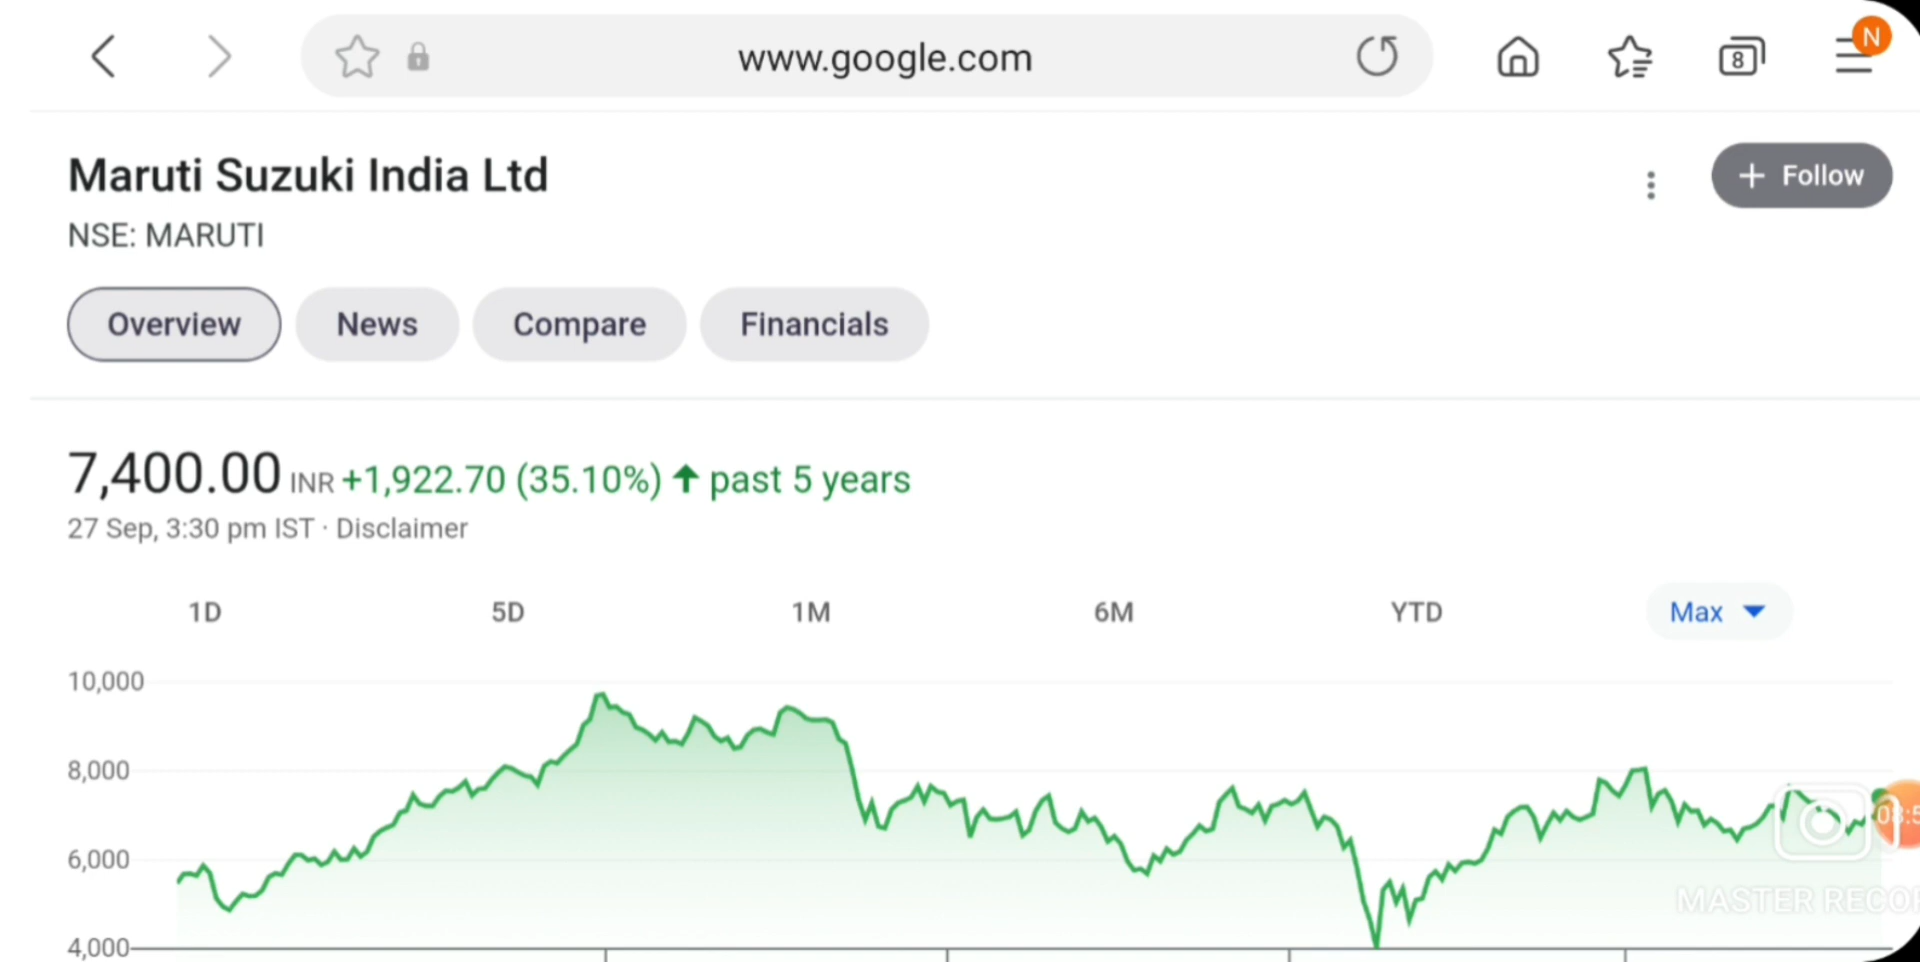 www.google.com
8
N
Maruti Suzuki India Ltd
+ Follow
NSE: MARUTI
Overview News Compare Financials
7,400.00 INR +1,922.70 (35.10%) ↑ past 5 years
27 Sep, 3:30 pm IST · Disclaimer
1D 5D 1M 6M YTD Max
10,000
8,000
6,000
4,000
MASTER